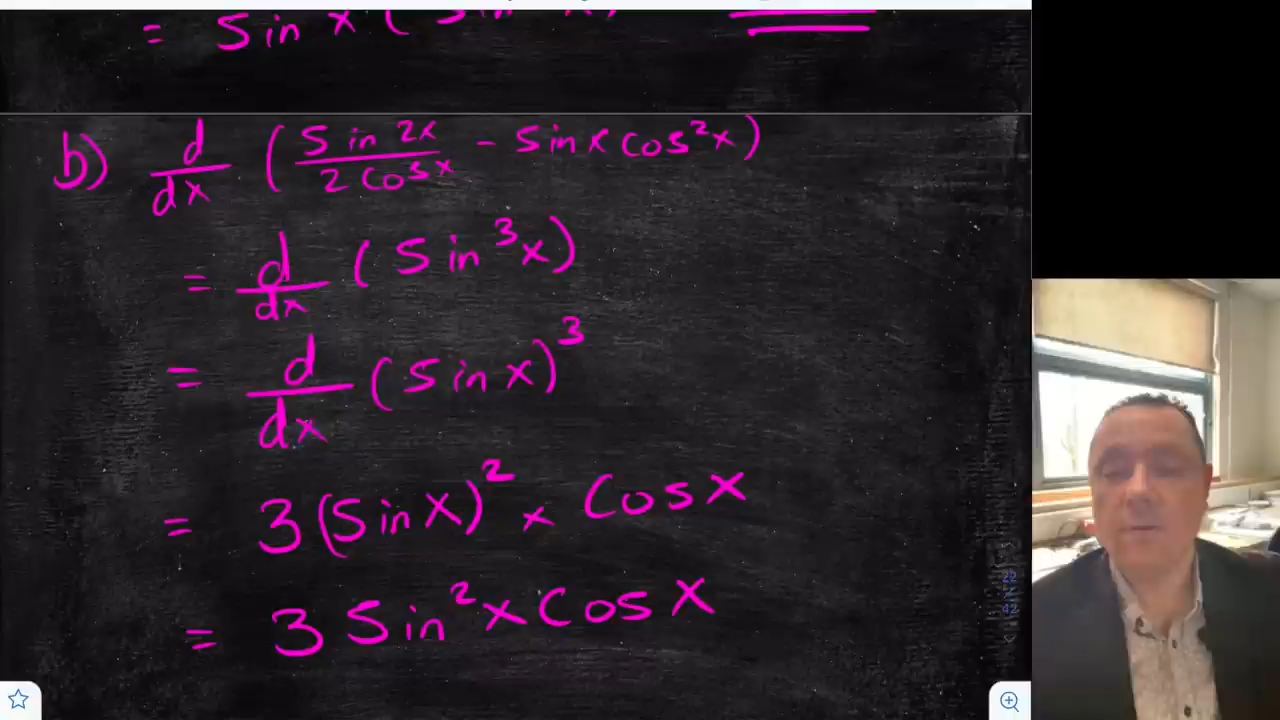 = Sin x (
b) d/dx (Sin 2x / 2 Cos x - Sin x Cos²x)
= d/dx (Sin³x)
= d/dx (Sin x)³
= 3(Sin x)² × Cos x
= 3 Sin²x Cos x